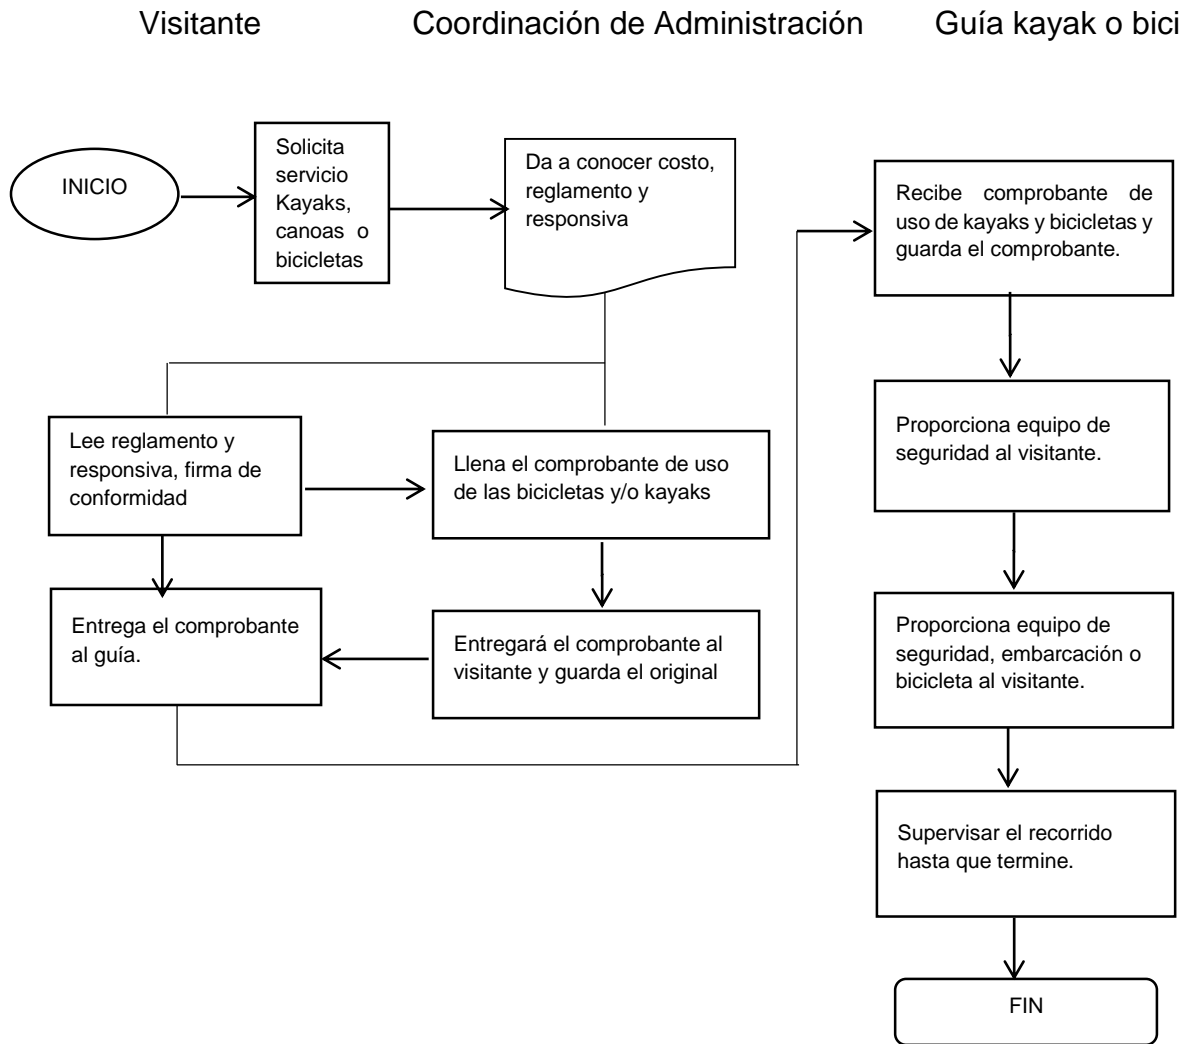 Visitante
Coordinación de Administración
Guía kayak o bici
INICIO
Solicita
servicio
Kayaks,
canoas o
bicicletas
Da a conocer costo,
reglamento y
responsiva
Lee reglamento y
responsiva, firma de
conformidad
Llena el comprobante de uso
de las bicicletas y/o kayaks
Entrega el comprobante
al guía.
Entregará el comprobante al
visitante y guarda el original
Recibe comprobante de
uso de kayaks y bicicletas y
guarda el comprobante.
Proporciona equipo de
seguridad al visitante.
Proporciona equipo de
seguridad, embarcación o
bicicleta al visitante.
Supervisar el recorrido
hasta que termine.
FIN